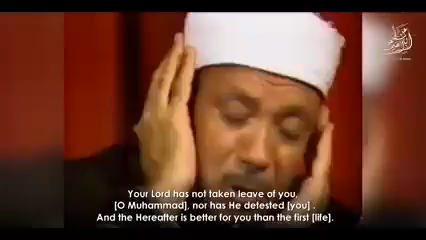 Your Lord has not taken leave of you,
[O Muhammad], nor has He detested [you] .
And the Hereafter is better for you than the first [life].